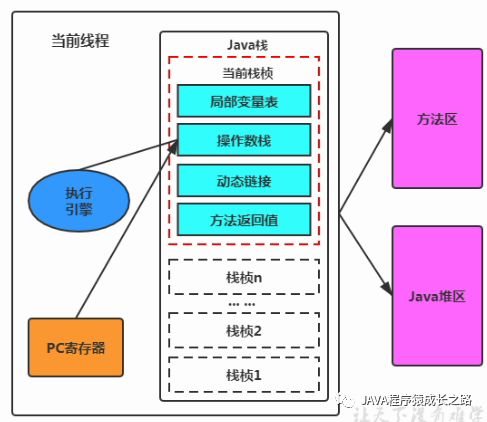 当前线程
Java栈
当前栈桢
局部变量表
操作数栈
动态链接
方法返回值
执行
引擎
PC寄存器
栈桢n
... ...
栈桢2
栈桢1
方法区
Java堆区
JAVA程序猿成长之路
让天下没有难学